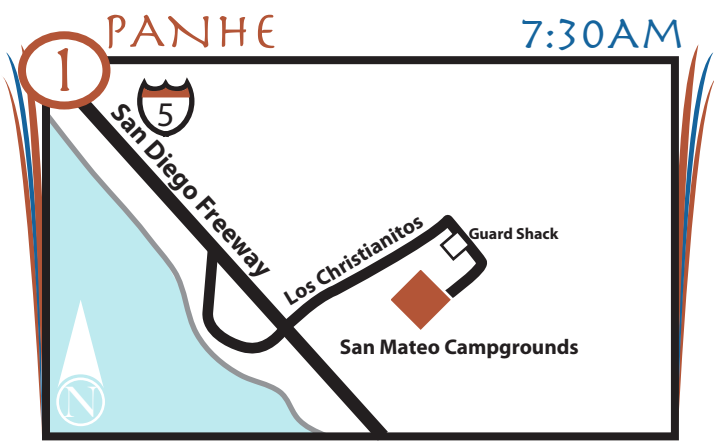 PANHE
7:30AM
1
5
San Diego Freeway
Los Christianitos
Guard Shack
San Mateo Campgrounds
N